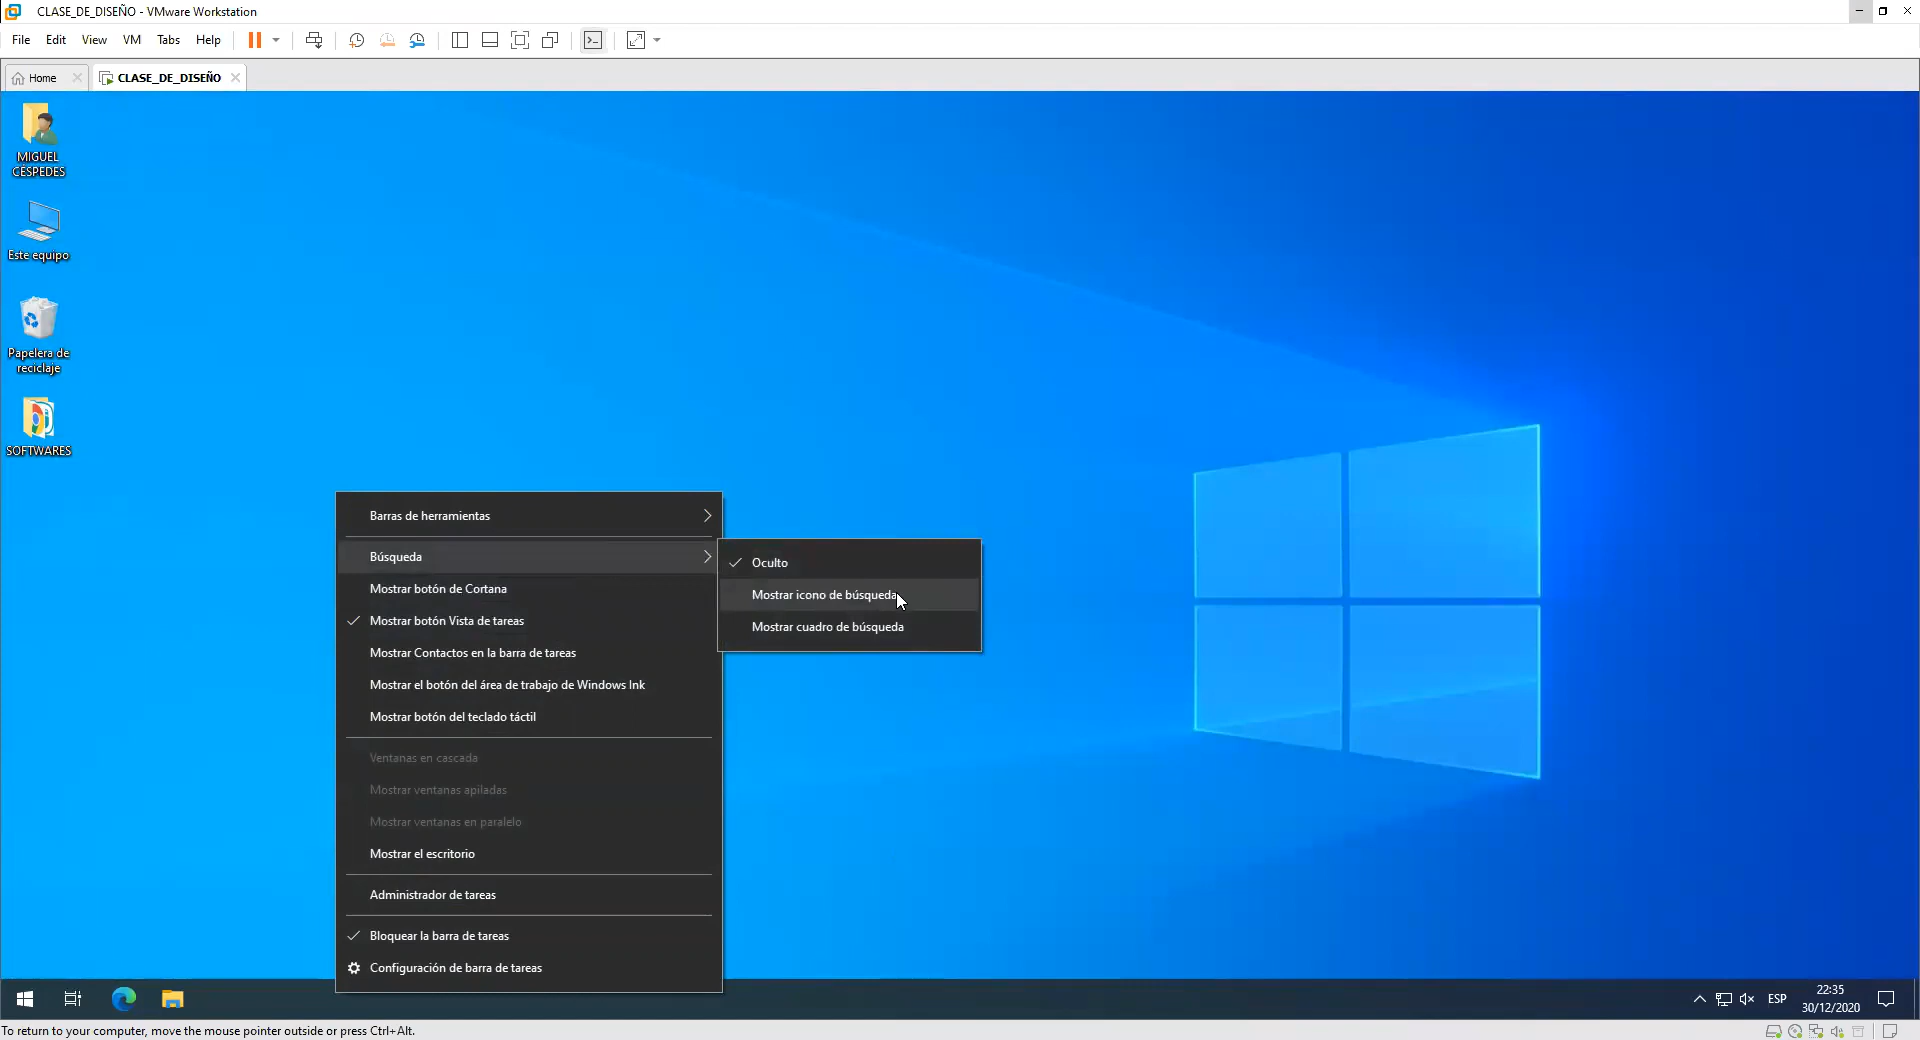 CLASE_DE_DISEÑO - VMware Workstation
File Edit View VM Tabs Help
Home CLASE_DE_DISEÑO
MIGUEL
CESPEDES
Este equipo
Papelera de
reciclaje
SOFTWARES
Barras de herramientas
Búsqueda
Mostrar botón de Cortana
Mostrar botón Vista de tareas
Mostrar Contactos en la barra de tareas
Mostrar el botón del área de trabajo de Windows Ink
Mostrar botón del teclado táctil
Ventanas en cascada
Mostrar ventanas apiladas
Mostrar ventanas en paralelo
Mostrar el escritorio
Administrador de tareas
Bloquear la barra de tareas
Configuración de barra de tareas
Oculto
Mostrar icono de búsqueda
Mostrar cuadro de búsqueda
ESP
22:35
30/12/2020
To return to your computer, move the mouse pointer outside or press Ctrl+Alt.